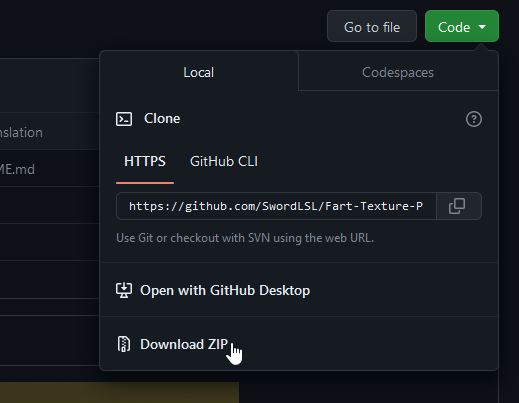 Go to file
Code
Local
Codespaces
nslation
Clone
ME.md
HTTPS
GitHub CLI
https://github.com/SwordLSL/Fart-Texture-P
Use Git or checkout with SVN using the web URL.
Open with GitHub Desktop
Download ZIP